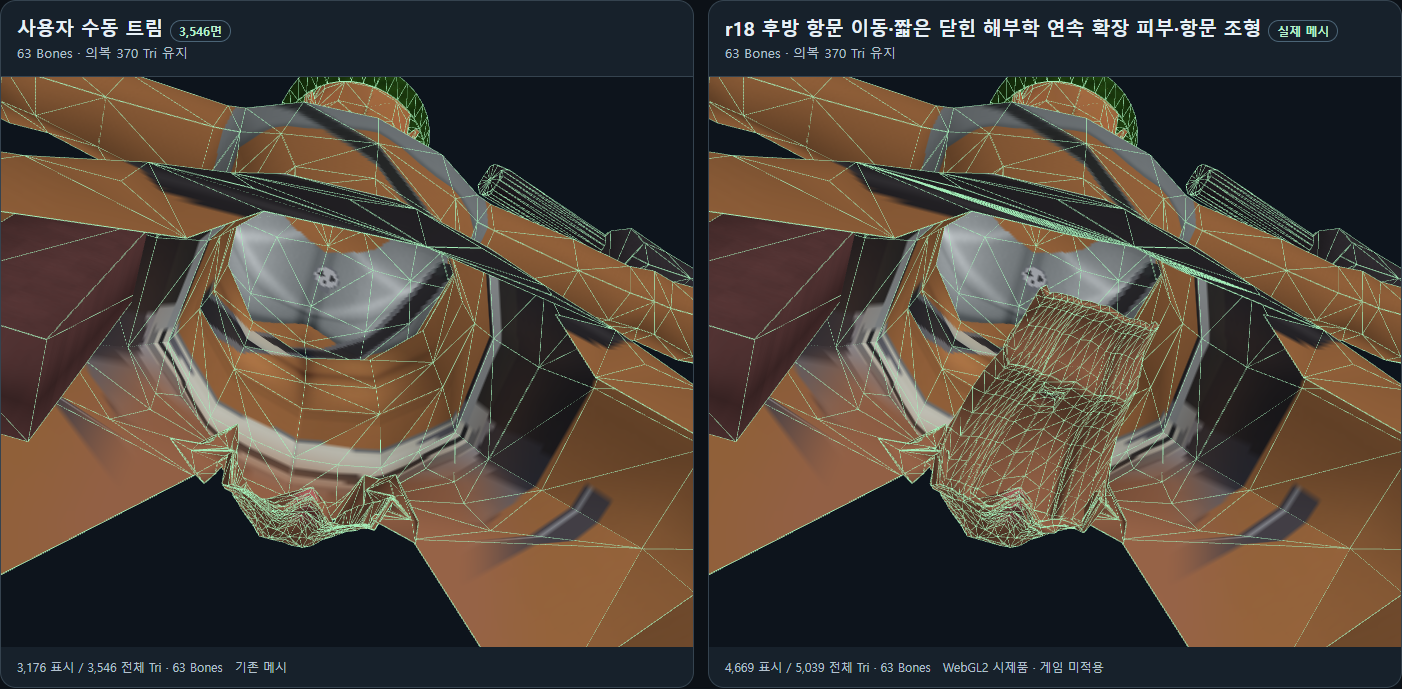 사용자 수동 트림 3,546면
63 Bones · 의복 370 Tri 유지
3,176 표시 / 3,546 전체 Tri · 63 Bones 기존 메시
r18 후방 항문 이동·짧은 닫힌 해부학 연속 확장 피부·항문 조형 실제 메시
63 Bones · 의복 370 Tri 유지
4,669 표시 / 5,039 전체 Tri · 63 Bones WebGL2 시제품 · 게임 미적용